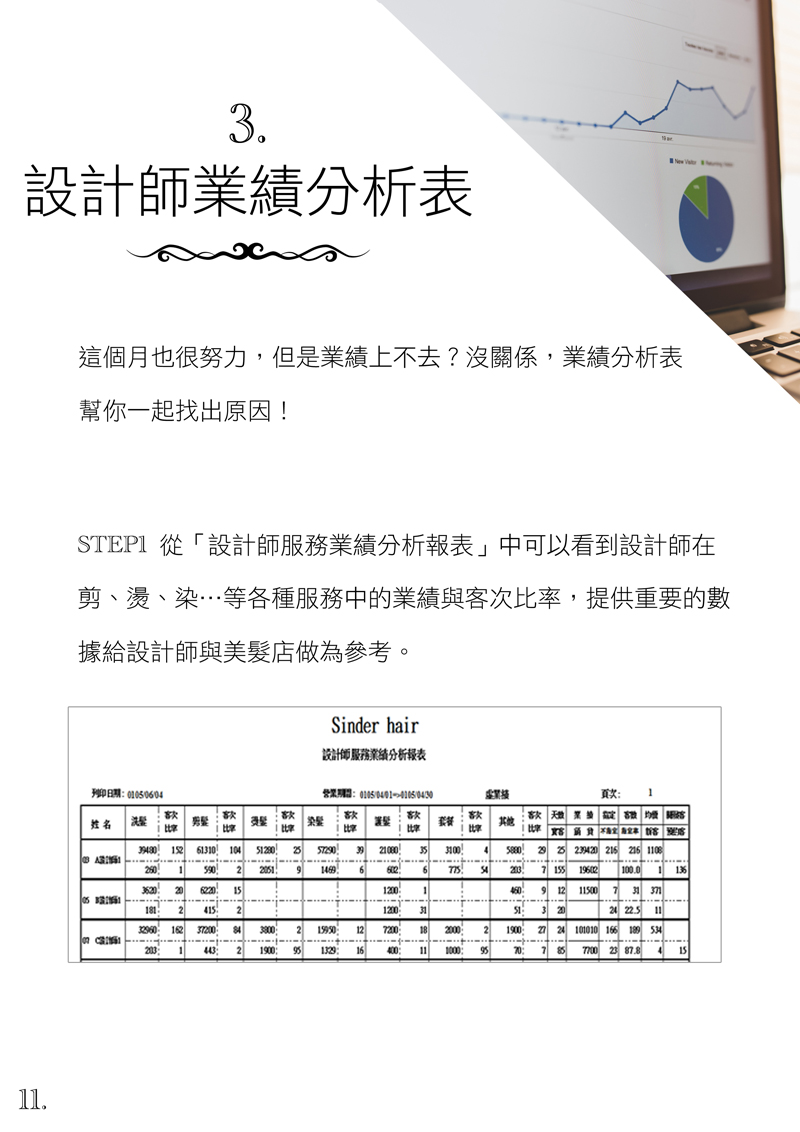 3.
設計師業績分析表
New Visitor Returning Visitor
這個月也很努力，但是業績上不去？沒關係，業績分析表
幫你一起找出原因！
STEP1 從「設計師服務業績分析報表」中可以看到設計師在
剪、燙、染…等各種服務中的業績與客次比率，提供重要的數
據給設計師與美髮店做為參考。
Sinder hair
設計師服務業績分析報表
列印日期：0105/06/04 營業期間：0105/04/01=>0105/04/30 虛業績 頁次： 1
姓名 洗髮 客次比率 剪髮 客次比率 燙髮 客次比率 染髮 客次比率 護髮 客次比率 套餐 客次比率 其他 客次比率 天數 業績 指定 客數 均價
實客 顧貨 不指定 指定率 新客
39480 152 61310 104 51280 25 57290 39 21080 35 3100 4 5880 29 25 239420 216 216 1108
03 A設計師1
260 1 590 2 2051 9 1469 6 602 6 775 54 203 7 155 19602 100.0 1 136
3620 20 6220 15 1200 1 460 9 12 11500 7 31 371
05 B設計師1
181 2 415 2 1200 31 51 3 20 24 22.5 11
32960 162 37200 84 3800 2 15950 12 7200 18 2000 2 1900 27 24 101010 166 189 534
07 C設計師1
203 1 443 2 1900 95 1329 16 400 11 1000 95 70 7 85 7700 23 87.8 4 15
11.